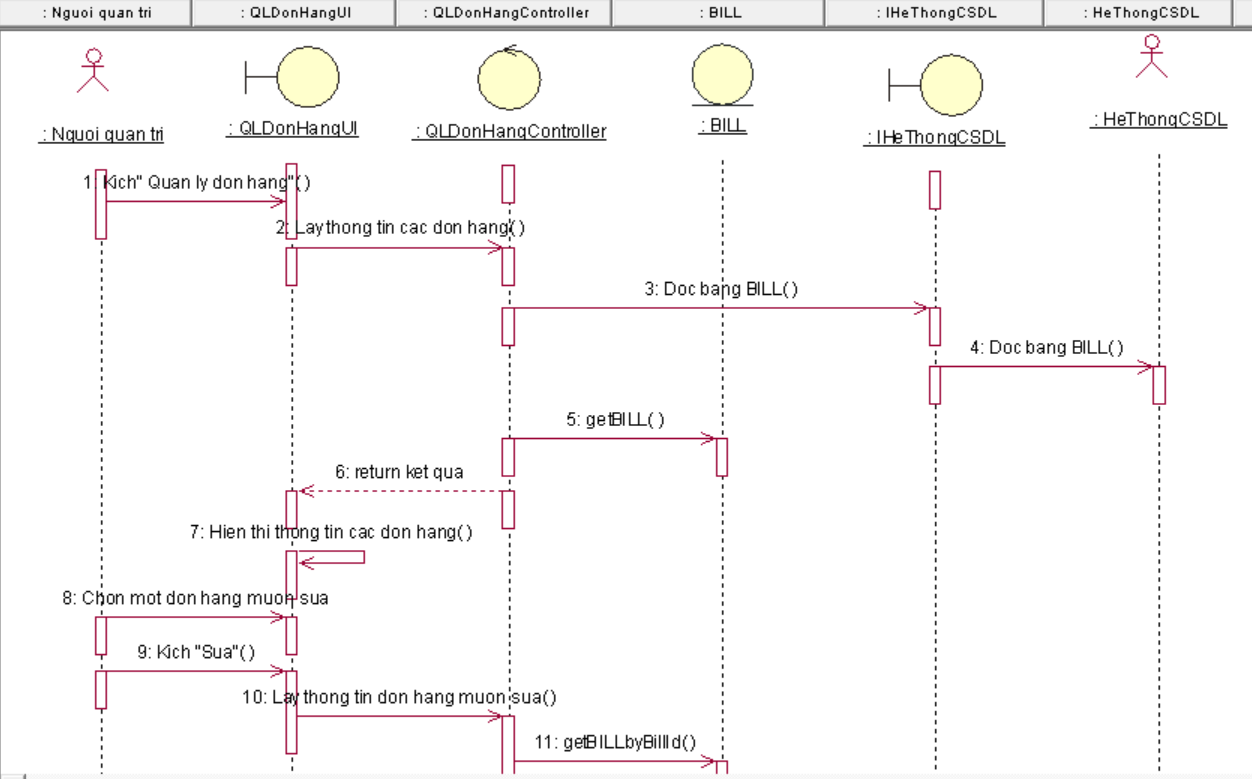 : Nguoi quan tri
: QLDonHangUI
: QLDonHangController
: BILL
: IHeThongCSDL
: HeThongCSDL
: Nguoi quan tri
: QLDonHangUI
: QLDonHangController
: BILL
: IHeThongCSDL
: HeThongCSDL
1: Kich" Quan ly don hang"( )
2: Lay thong tin cac don hang( )
3: Doc bang BILL( )
4: Doc bang BILL( )
5: getBILL( )
6: return ket qua
7: Hien thi thong tin cac don hang( )
8: Chon mot don hang muon sua
9: Kich "Sua"( )
10: Lay thong tin don hang muon sua()
11: getBILLbyBillId( )